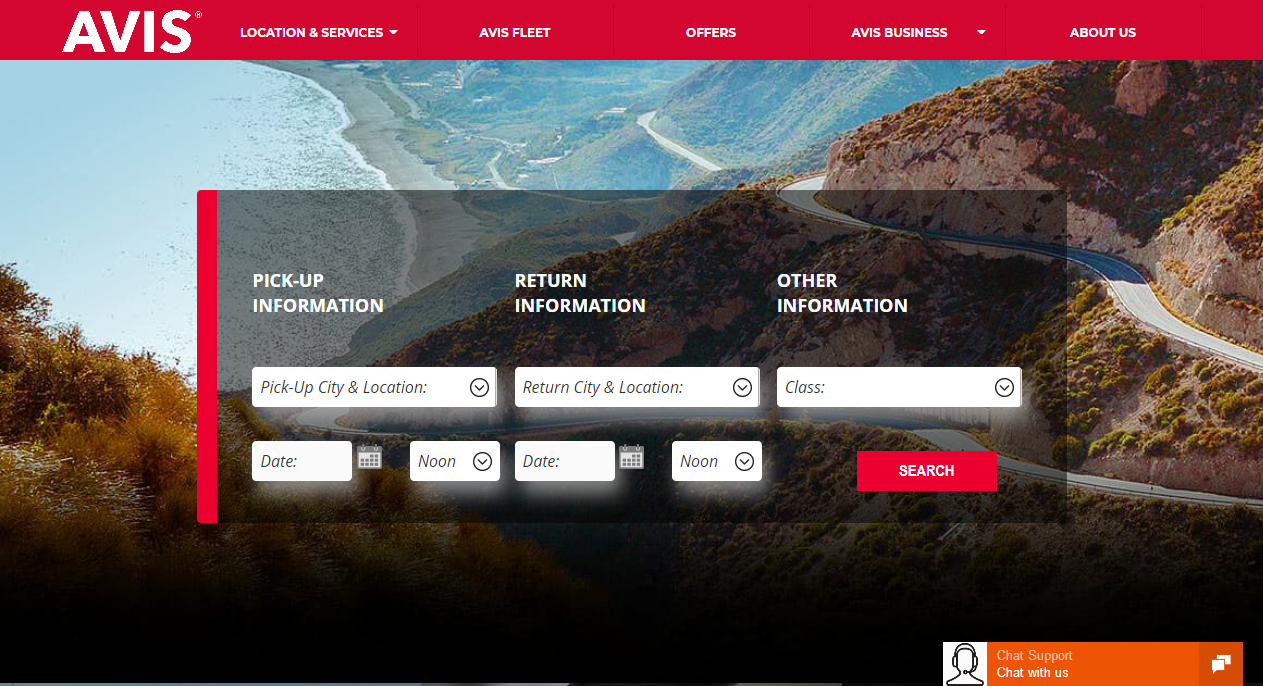 AVIS®
LOCATION & SERVICES
AVIS FLEET
OFFERS
AVIS BUSINESS
ABOUT US
PICK-UP
INFORMATION
RETURN
INFORMATION
OTHER
INFORMATION
Pick-Up City & Location:
Return City & Location:
Class:
Date:
Noon
Date:
Noon
SEARCH
Chat Support
Chat with us